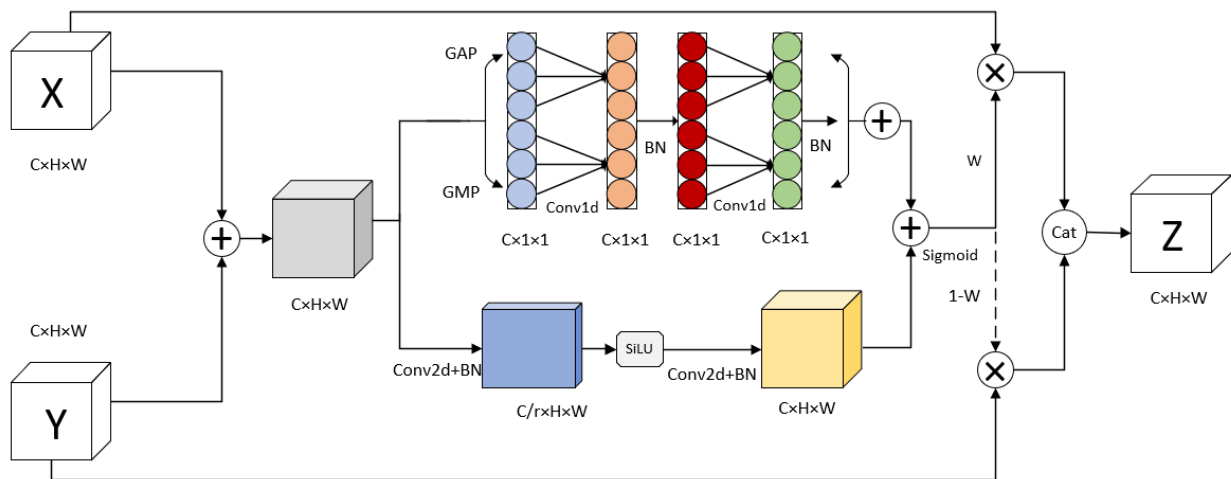 X
C×H×W
C×H×W
Y
+
C×H×W
GAP
GMP
Conv1d
BN
Conv1d
BN
C×1×1
C×1×1
C×1×1
C×1×1
+
+
Sigmoid
Conv2d+BN
C/r×H×W
SiLU
Conv2d+BN
C×H×W
×
W
1-W
×
Cat
Z
C×H×W